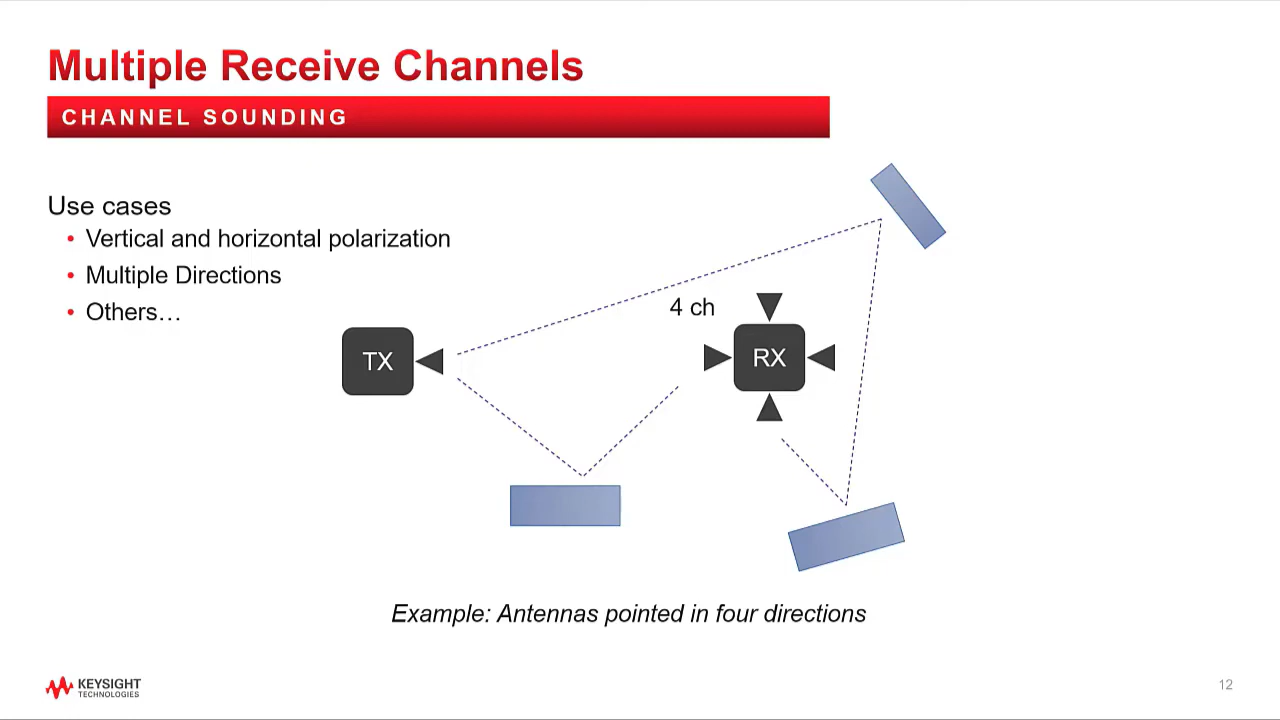 Multiple Receive Channels
CHANNEL SOUNDING
Use cases
• Vertical and horizontal polarization
• Multiple Directions
• Others…
4 ch
TX
RX
Example: Antennas pointed in four directions
KEYSIGHT
TECHNOLOGIES
12